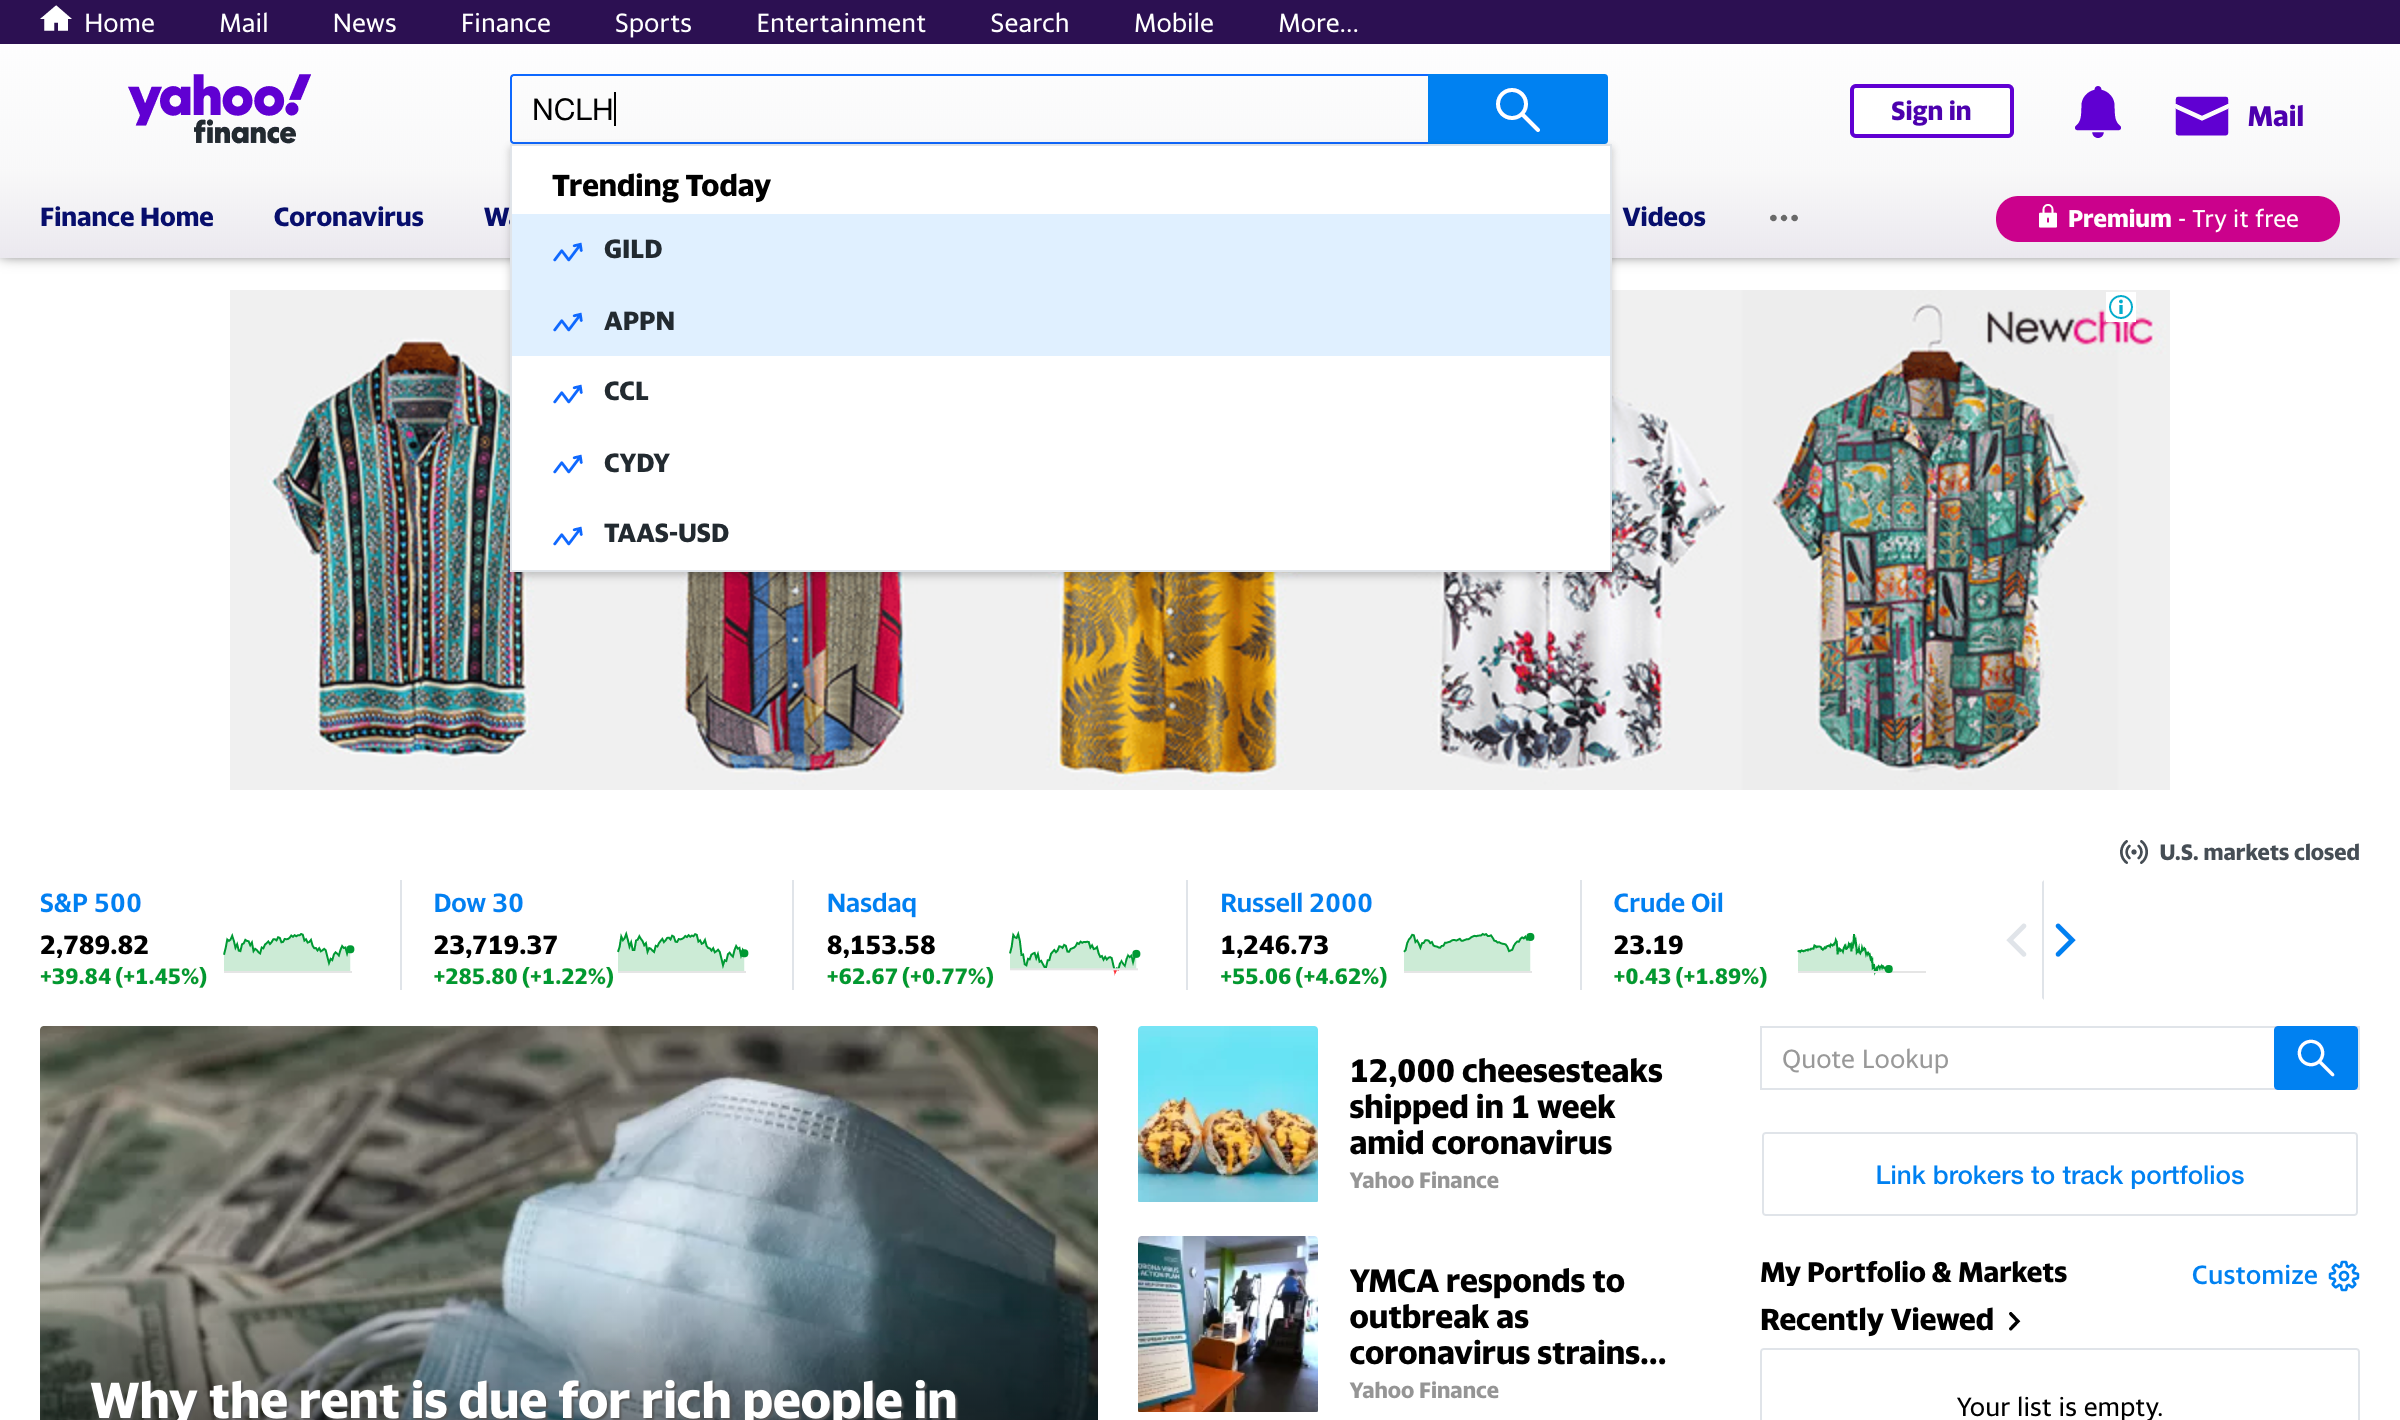 Home Mail News Finance Sports Entertainment Search Mobile More...
yahoo!
finance
NCLH
Sign in
Mail
Finance Home Coronavirus Wa
Videos
Premium - Try it free
Trending Today
GILD
APPN
CCL
CYDY
TAAS-USD
Newchic
U.S. markets closed
S&P 500
2,789.82
+39.84 (+1.45%)
Dow 30
23,719.37
+285.80 (+1.22%)
Nasdaq
8,153.58
+62.67 (+0.77%)
Russell 2000
1,246.73
+55.06 (+4.62%)
Crude Oil
23.19
+0.43 (+1.89%)
Why the rent is due for rich people in
12,000 cheesesteaks
shipped in 1 week
amid coronavirus
Yahoo Finance
YMCA responds to
outbreak as
coronavirus strains...
Yahoo Finance
Quote Lookup
Link brokers to track portfolios
My Portfolio & Markets
Customize
Recently Viewed
Your list is empty.